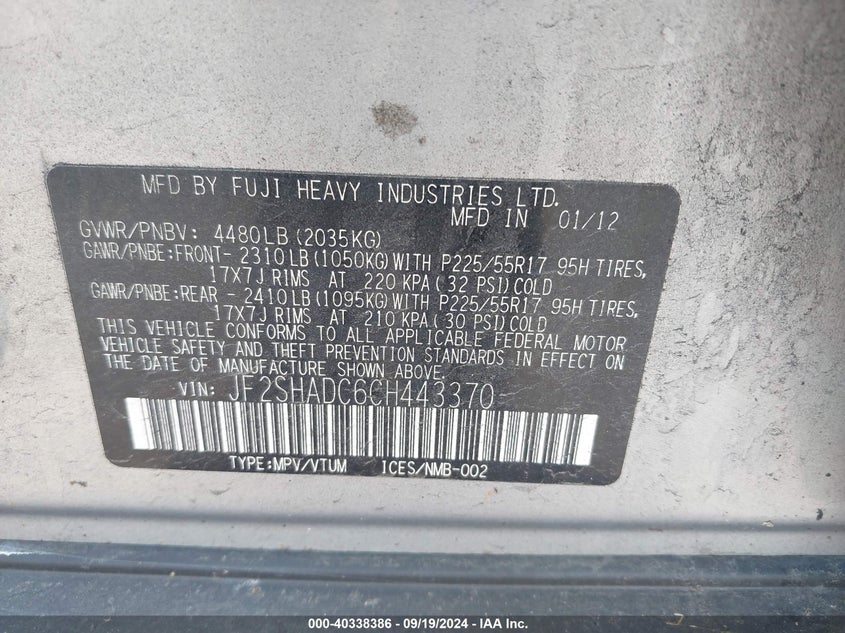 MFD BY FUJI HEAVY INDUSTRIES LTD.
MFD IN 01/12
GVWR/PNBV: 4480LB(2035KG)
GAWR/PNBE:FRONT- 2310LB(1050KG)WITH P225/55R17 95H TIRES,
17X7J RIMS AT 220 KPA(32 PSI)COLD
GAWR/PNBE:REAR - 2410LB(1095KG)WITH P225/55R17 95H TIRES,
17X7J RIMS AT 210 KPA(30 PSI)COLD
THIS VEHICLE CONFORMS TO ALL APPLICABLE FEDERAL MOTOR
VEHICLE SAFETY AND THEFT PREVENTION STANDARDS IN EFFECT ON
THE DATE OF MANUFACTURE SHOWN ABOVE.
VIN: JF2SHADC6CH443370
TYPE:MPV/VTUM ICES/NMB-002
000-40338386 - 09/19/2024 - IAA Inc.